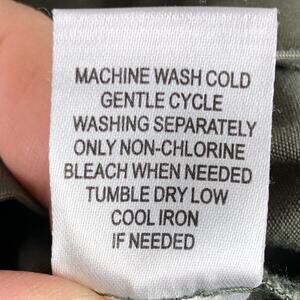 MACHINE WASH COLD
GENTLE CYCLE
WASHING SEPARATELY
ONLY NON-CHLORINE
BLEACH WHEN NEEDED
TUMBLE DRY LOW
COOL IRON
IF NEEDED